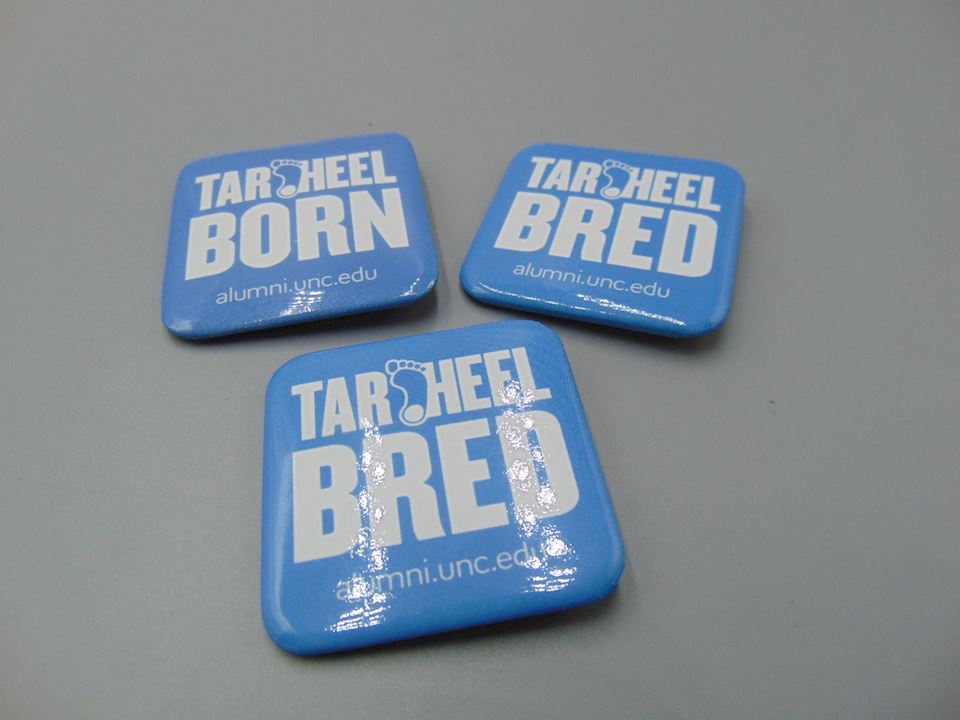 TAR HEEL
BORN
alumni.unc.edu
TAR HEEL
BRED
alumni.unc.edu
TAR HEEL
BRED
alumni.unc.edu